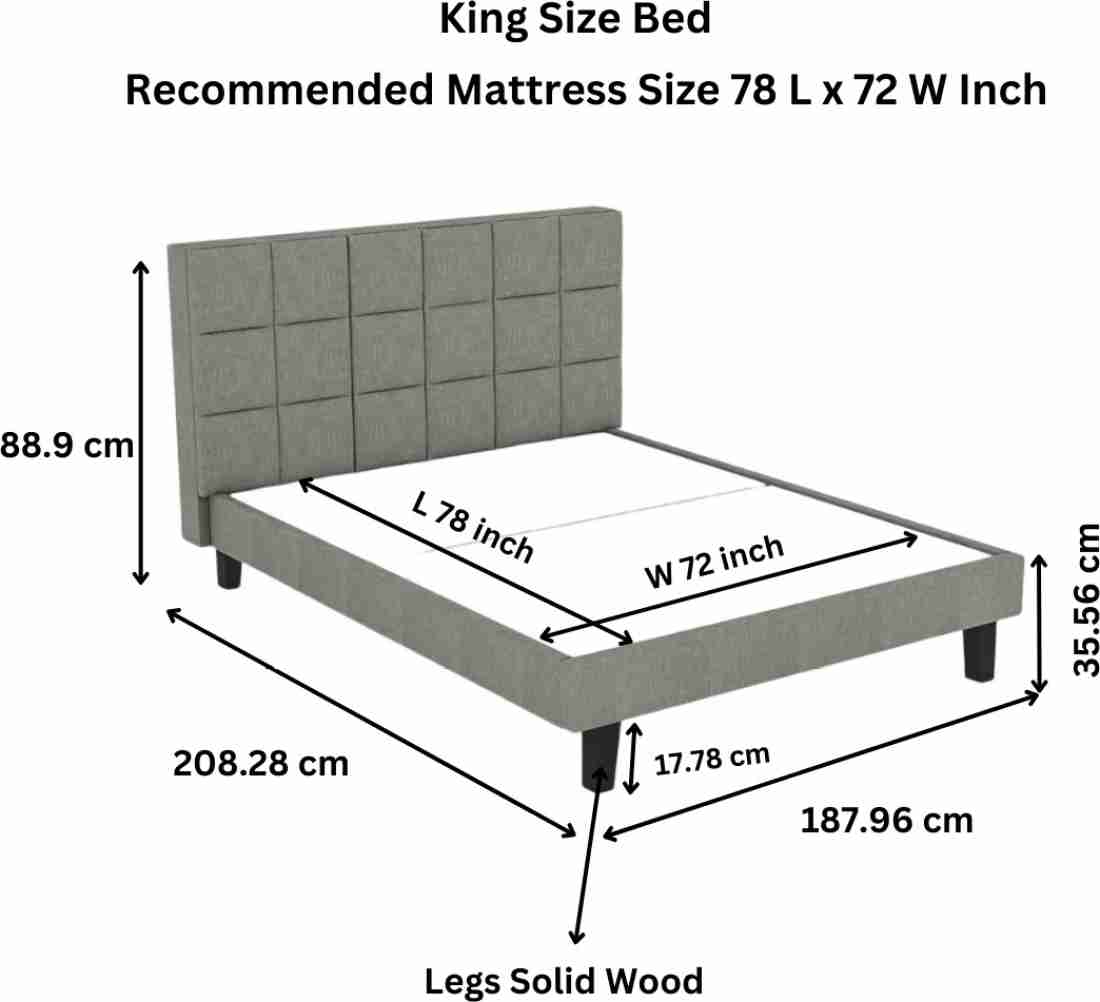 King Size Bed
Recommended Mattress Size 78 L x 72 W Inch
88.9 cm
L 78 inch
W 72 inch
35.56 cm
208.28 cm
17.78 cm
187.96 cm
Legs Solid Wood